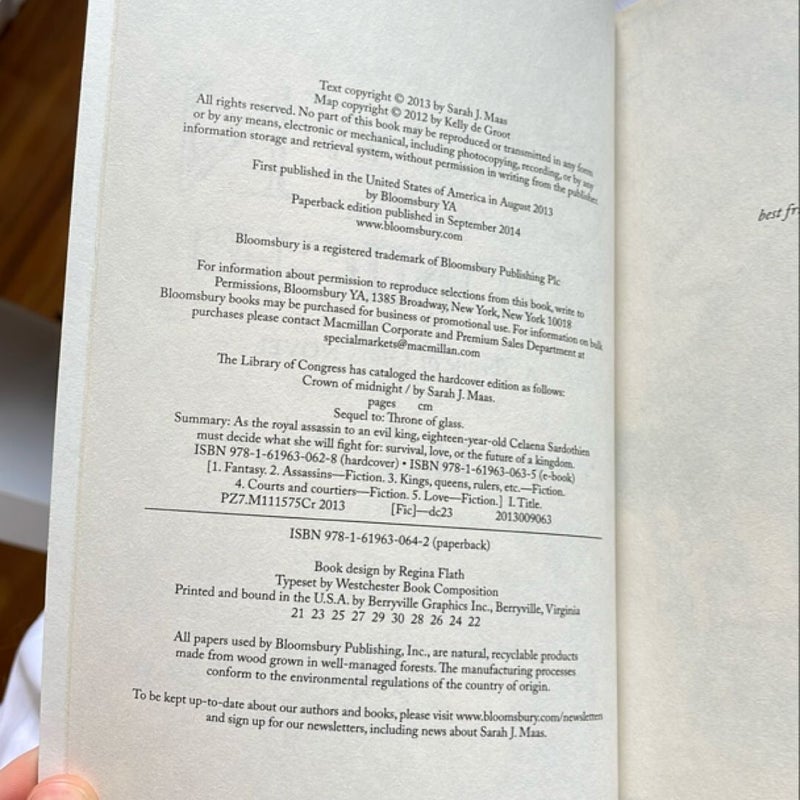 Text copyright © 2013 by Sarah J. Maas
Map copyright © 2012 by Kelly de Groot
All rights reserved. No part of this book may be reproduced or transmitted in any form
or by any means, electronic or mechanical, including photocopying, recording, or by any
information storage and retrieval system, without permission in writing from the publisher.
First published in the United States of America in August 2013
by Bloomsbury YA
Paperback edition published in September 2014
www.bloomsbury.com
Bloomsbury is a registered trademark of Bloomsbury Publishing Plc
For information about permission to reproduce selections from this book, write to
Permissions, Bloomsbury YA, 1385 Broadway, New York, New York 10018
Bloomsbury books may be purchased for business or promotional use. For information on bulk
purchases please contact Macmillan Corporate and Premium Sales Department at
specialmarkets@macmillan.com
The Library of Congress has cataloged the hardcover edition as follows:
Crown of midnight / by Sarah J. Maas.
pages cm
Sequel to: Throne of glass.
Summary: As the royal assassin to an evil king, eighteen-year-old Celaena Sardothien
must decide what she will fight for: survival, love, or the future of a kingdom.
ISBN 978-1-61963-062-8 (hardcover) • ISBN 978-1-61963-063-5 (e-book)
[1. Fantasy. 2. Assassins—Fiction. 3. Kings, queens, rulers, etc.—Fiction.
4. Courts and courtiers—Fiction. 5. Love—Fiction.] I. Title.
PZ7.M111575Cr 2013 [Fic]—dc23 2013009063
ISBN 978-1-61963-064-2 (paperback)
Book design by Regina Flath
Typeset by Westchester Book Composition
Printed and bound in the U.S.A. by Berryville Graphics Inc., Berryville, Virginia
21 23 25 27 29 30 28 26 24 22
All papers used by Bloomsbury Publishing, Inc., are natural, recyclable products
made from wood grown in well-managed forests. The manufacturing processes
conform to the environmental regulations of the country of origin.
To be kept up-to-date about our authors and books, please visit www.bloomsbury.com/newsletters
and sign up for our newsletters, including news about Sarah J. Maas.
best